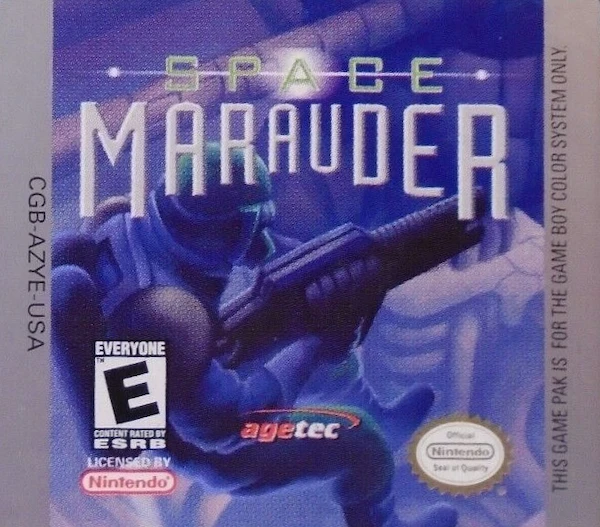 SPACE
MARAUDER
CGB-AZYE-USA
THIS GAME PAK IS FOR THE GAME BOY COLOR SYSTEM ONLY.
EVERYONE
TM
E
CONTENT RATED BY
ESRB
LICENSED BY
Nintendo®
agetec
Official
Nintendo
Seal of Quality